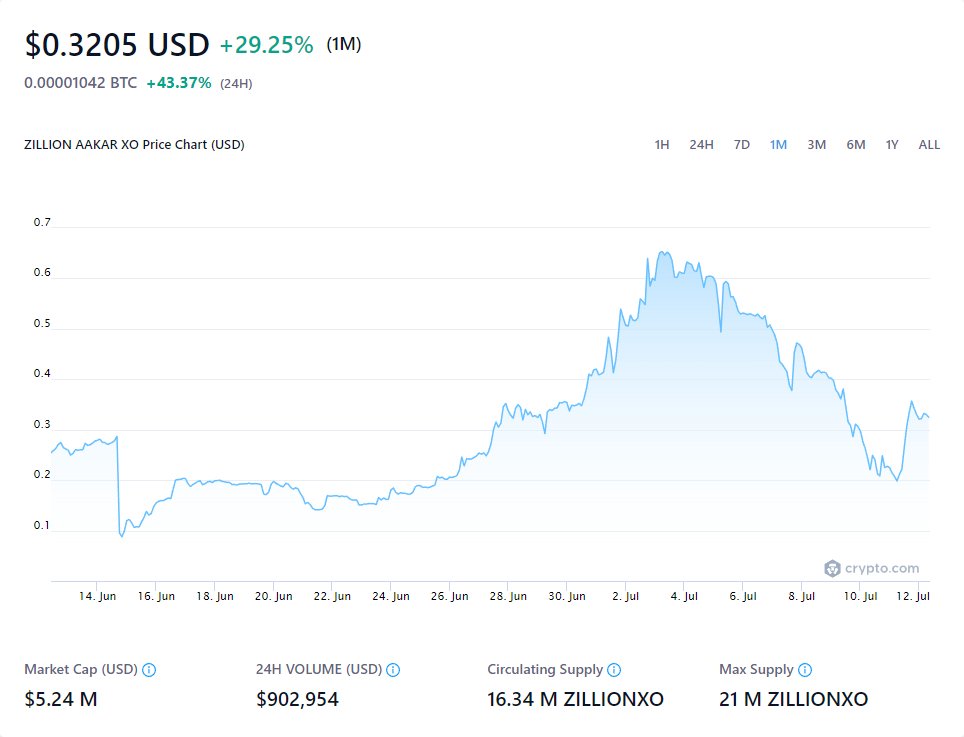 $0.3205 USD +29.25% (1M)
0.00001042 BTC +43.37% (24H)
ZILLION AAKAR XO Price Chart (USD) 1H 24H 7D 1M 3M 6M 1Y ALL
0.7
0.6
0.5
0.4
0.3
0.2
0.1
crypto.com
14. Jun 16. Jun 18. Jun 20. Jun 22. Jun 24. Jun 26. Jun 28. Jun 30. Jun 2. Jul 4. Jul 6. Jul 8. Jul 10. Jul 12. Jul
Market Cap (USD) 24H VOLUME (USD) Circulating Supply Max Supply
$5.24 M $902,954 16.34 M ZILLIONXO 21 M ZILLIONXO